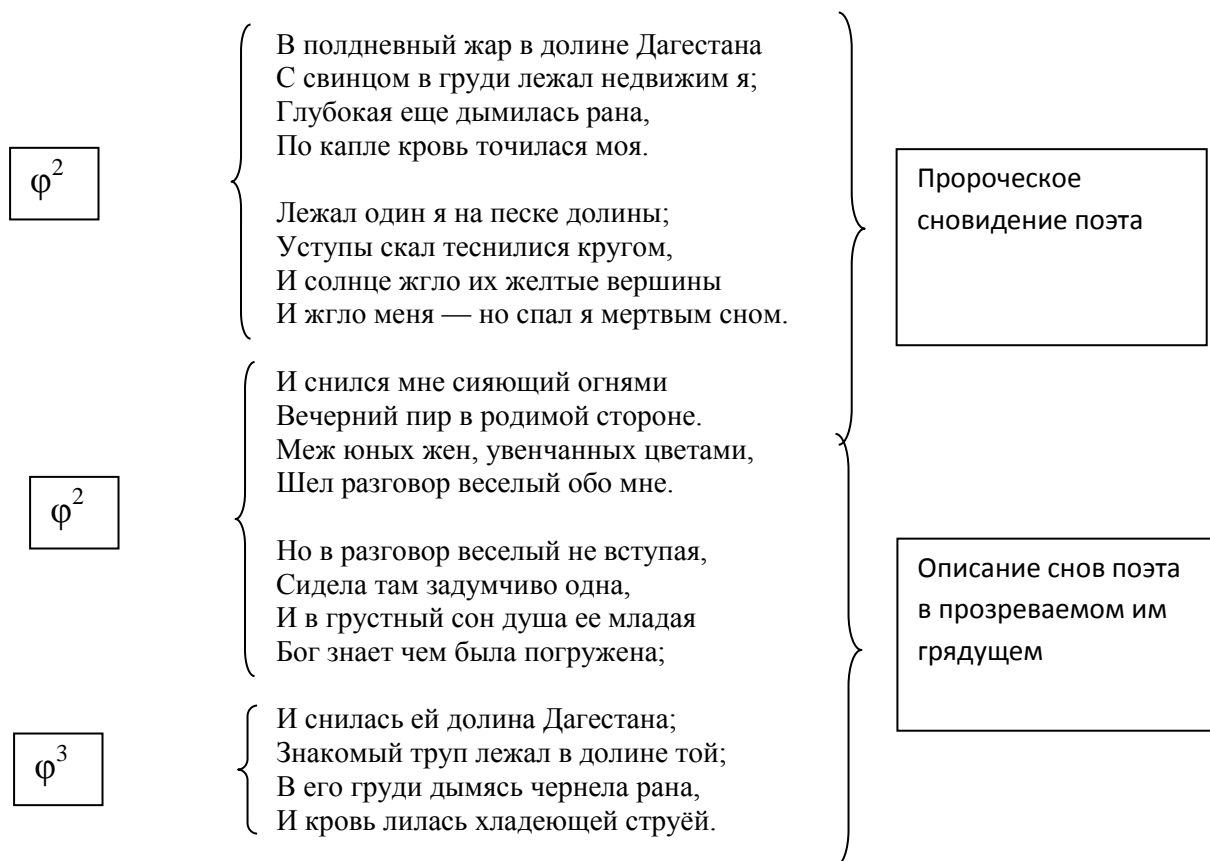 В полдневный жар в долине Дагестана
С свинцом в груди лежал недвижим я;
Глубокая еще дымилась рана,
По капле кровь точилася моя.
φ²
Пророческое
сновидение поэта
Лежал один я на песке долины;
Уступы скал теснилися кругом,
И солнце жгло их желтые вершины
И жгло меня — но спал я мертвым сном.
И снился мне сияющий огнями
Вечерний пир в родимой стороне.
Меж юных жен, увенчанных цветами,
Шел разговор веселый обо мне.
φ²
Но в разговор веселый не вступая,
Сидела там задумчиво одна,
И в грустный сон душа ее младая
Бог знает чем была погружена;
Описание снов поэта
в прозреваемом им
грядущем
И снилась ей долина Дагестана;
Знакомый труп лежал в долине той;
В его груди дымясь чернела рана,
И кровь лилась хладеющей струёй.
φ³